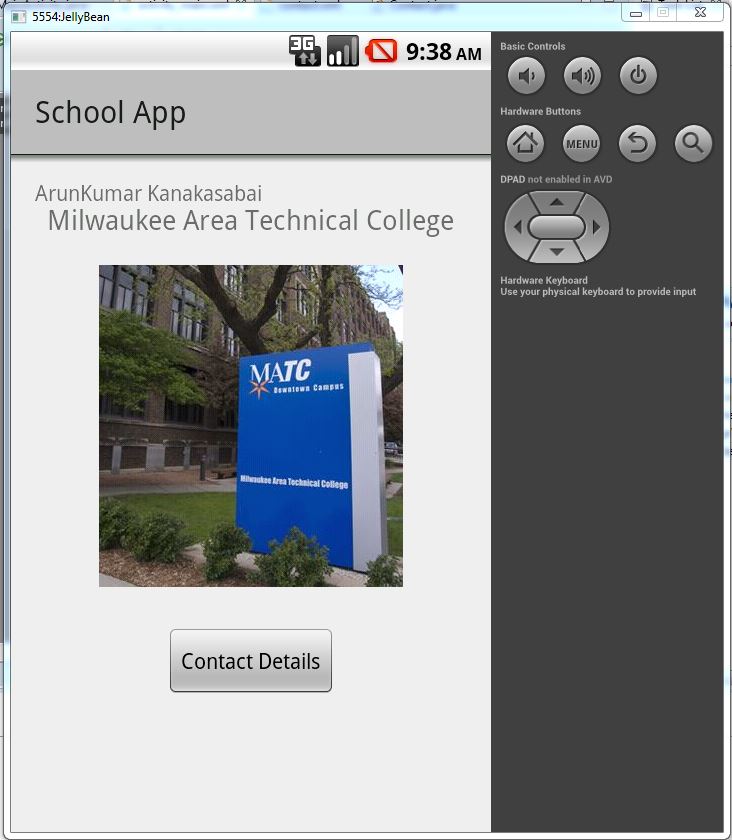 5554:JellyBean
3G
9:38 AM
School App
ArunKumar Kanakasabai
Milwaukee Area Technical College
MATC
Downtown Campus
Milwaukee Area Technical College
Contact Details
Basic Controls
Hardware Buttons
MENU
DPAD not enabled in AVD
Hardware Keyboard
Use your physical keyboard to provide input